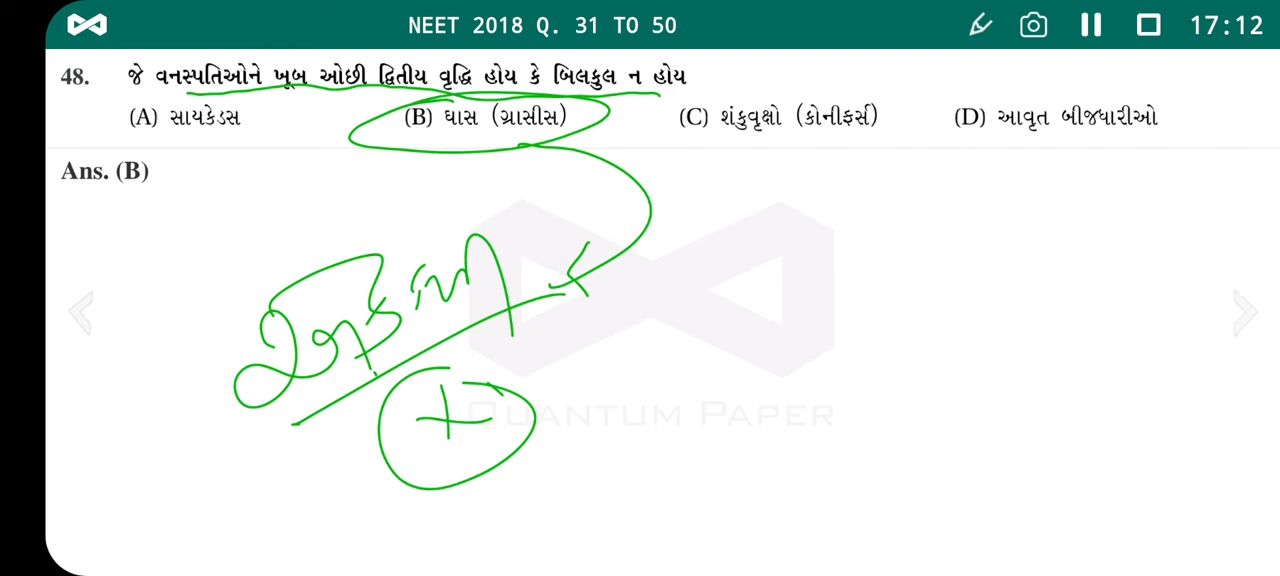 NEET 2018 Q. 31 TO 50 17:12
48. જે વનસ્પતિઓને ખૂબ ઓછી દ્વિતીય વૃદ્ધિ હોય કે બિલકુલ ન હોય
(A) સાયકેડસ (B) ઘાસ (ગ્રાસીસ) (C) શંકુવૃક્ષો (કોનીફર્સ) (D) આવૃત બીજધારીઓ
Ans. (B)
QUANTUM PAPER